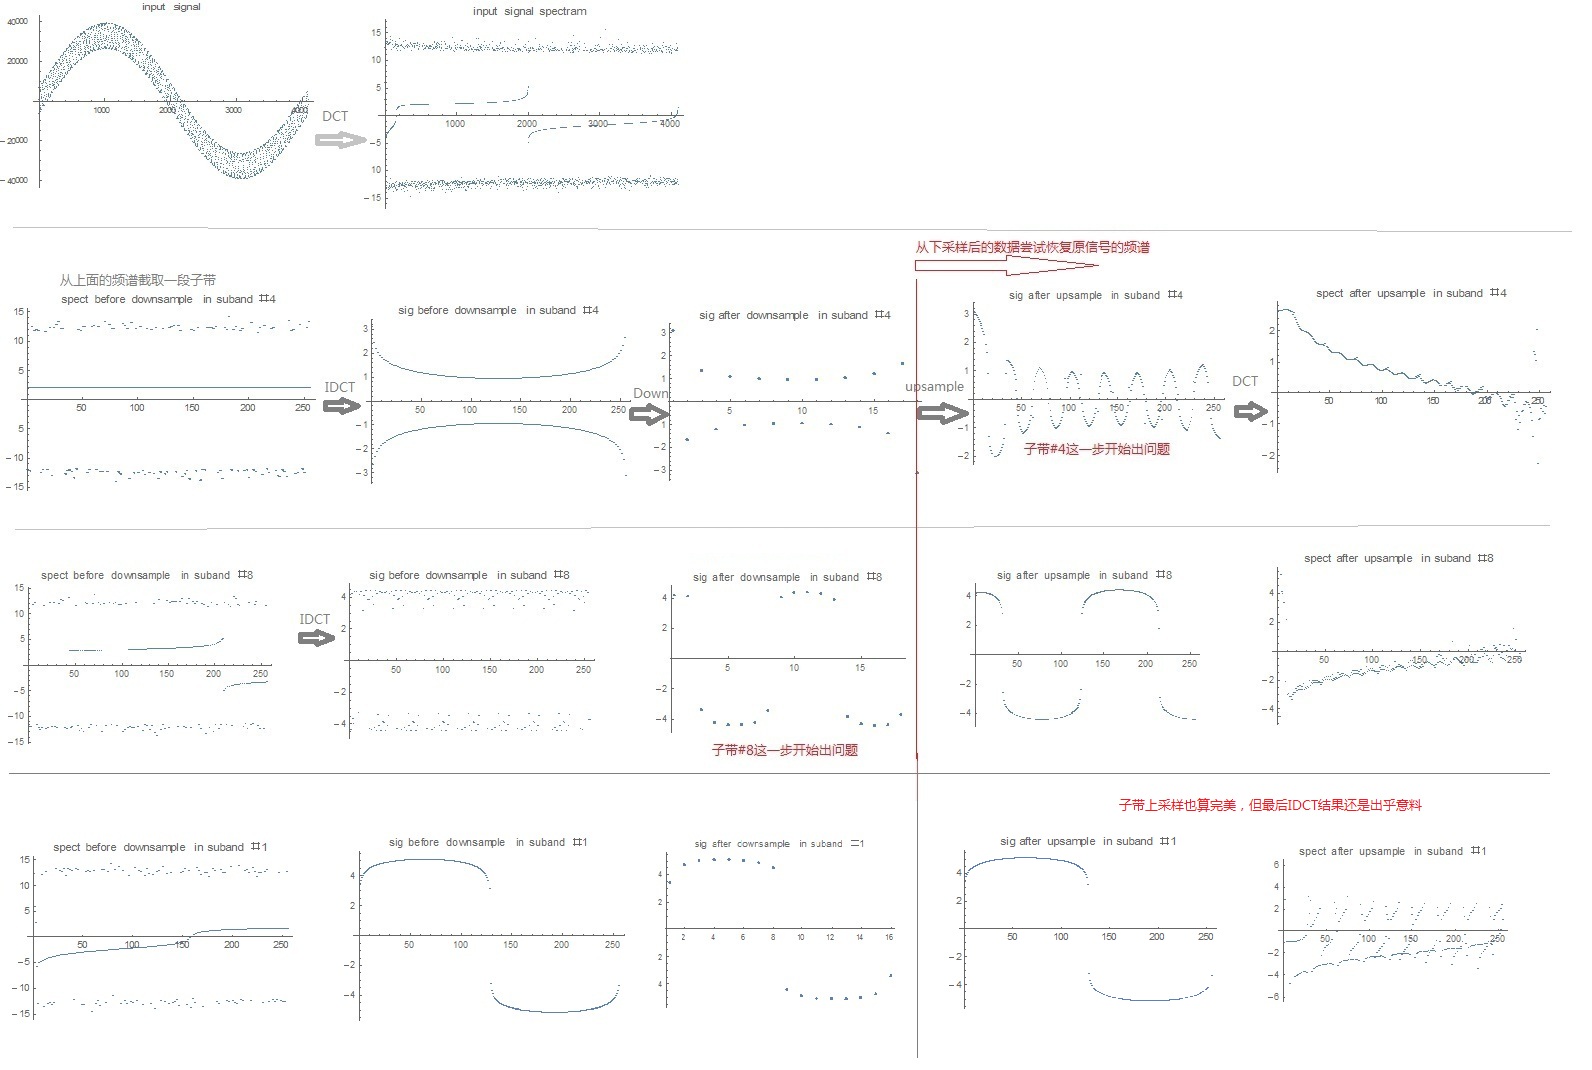 input signal
input signal spectram
DCT
从下采样后的数据尝试恢复原信号的频谱
从上面的频谱截取一段子带
spect before downsample in suband #4
sig before downsample in suband #4
sig after downsample in suband #4
sig after upsample in suband #4
spect after upsample in suband #4
IDCT
Down
upsample
DCT
子带#4这一步开始出问题
spect before downsample in suband #8
sig before downsample in suband #8
sig after downsample in suband #8
sig after upsample in suband #8
spect after upsample in suband #8
IDCT
子带#8这一步开始出问题
子带上采样也算完美，但最后IDCT结果还是出乎意料
spect before downsample in suband #1
sig before downsample in suband #1
sig after downsample in suband #1
sig after upsample in suband #1
spect after upsample in suband #1